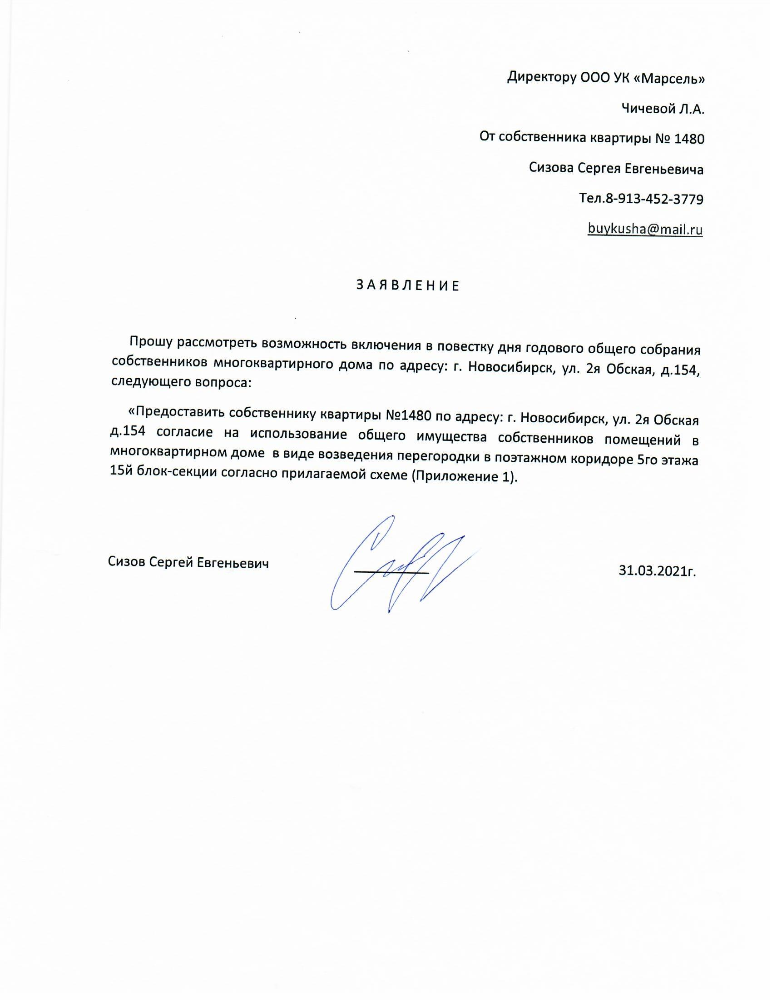 Директору ООО УК «Марсель»
Чичевой Л.А.
От собственника квартиры № 1480
Сизова Сергея Евгеньевича
Тел.8-913-452-3779
buykusha@mail.ru
З А Я В Л Е Н И Е
Прошу рассмотреть возможность включения в повестку дня годового общего собрания
собственников многоквартирного дома по адресу: г. Новосибирск, ул. 2я Обская, д.154,
следующего вопроса:
«Предоставить собственнику квартиры №1480 по адресу: г. Новосибирск, ул. 2я Обская
д.154 согласие на использование общего имущества собственников помещений в
многоквартирном доме в виде возведения перегородки в поэтажном коридоре 5го этажа
15й блок-секции согласно прилагаемой схеме (Приложение 1).
Сизов Сергей Евгеньевич 31.03.2021г.